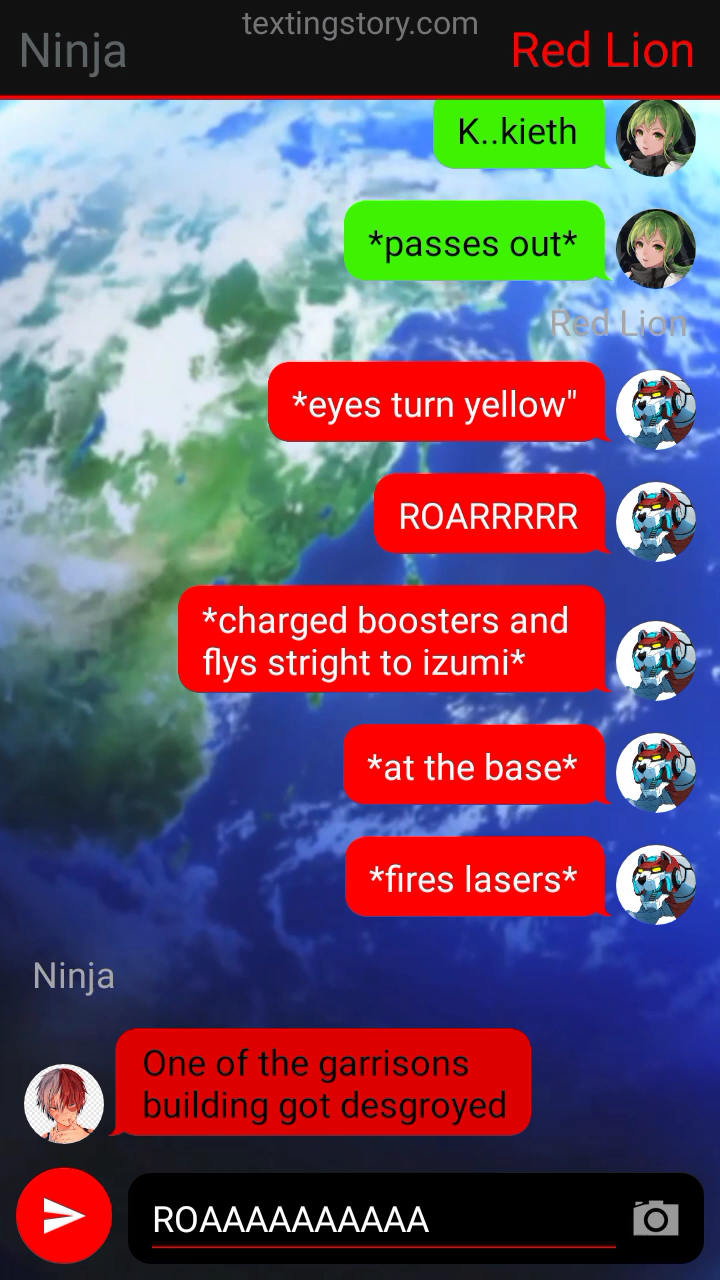 textingstory.com
Ninja
Red Lion
K..kieth
*passes out*
Red Lion
*eyes turn yellow"
ROARRRRR
*charged boosters and
flys stright to izumi*
*at the base*
*fires lasers*
Ninja
One of the garrisons
building got desgroyed
ROAAAAAAAAAA